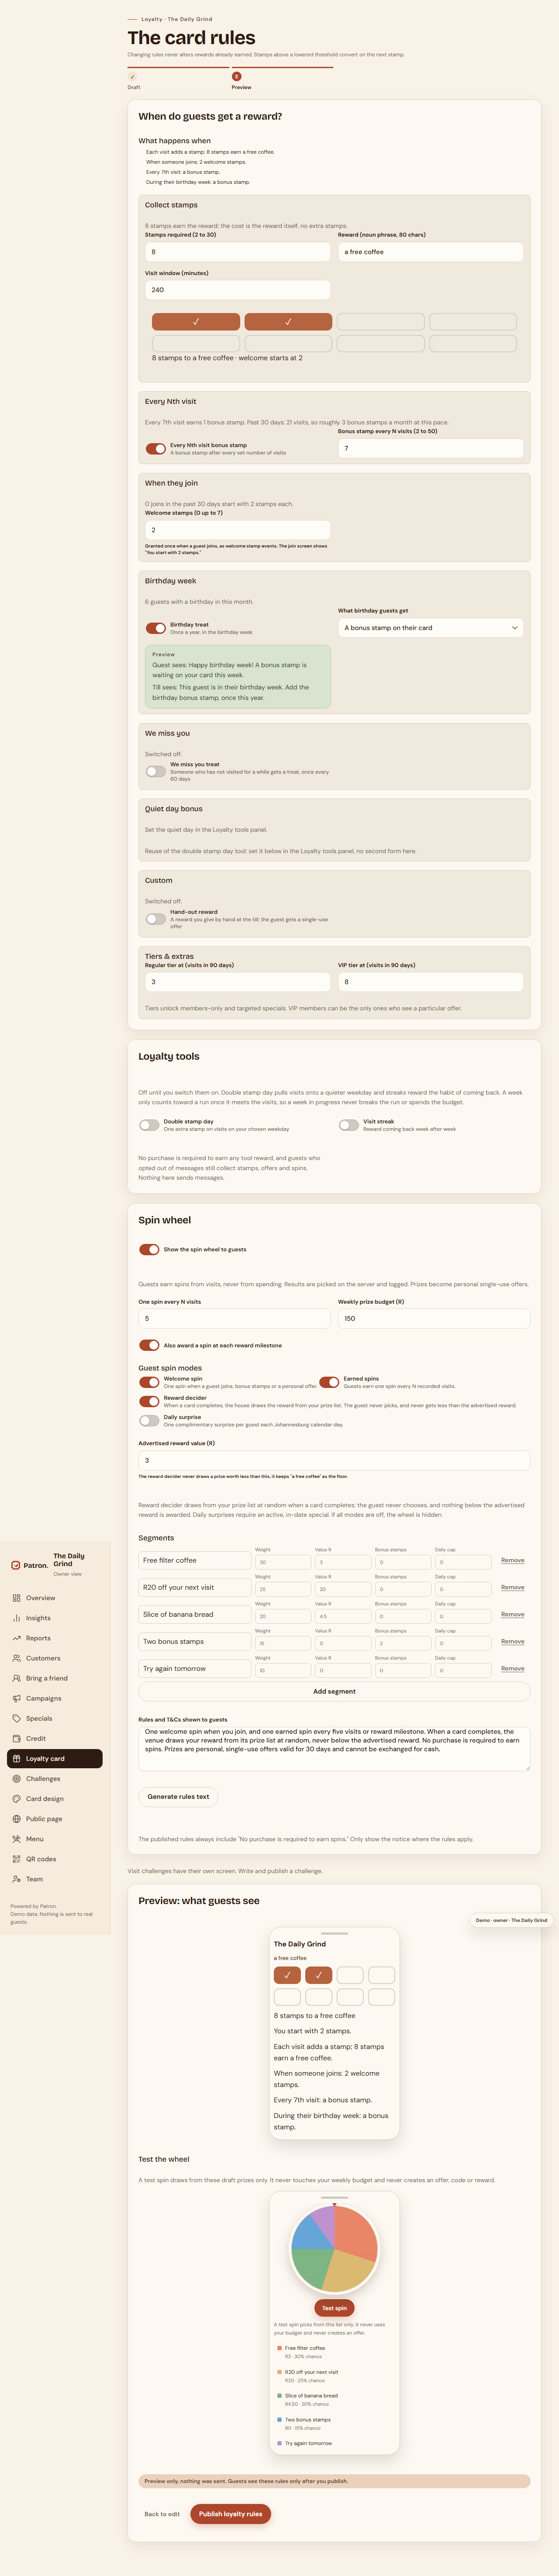 Loyalty · The Daily Grind
The card rules
Changing rules never alters rewards already earned. Stamps above a lowered threshold convert on the next stamp.
✓
3
Draft
Preview
When do guests get a reward?
What happens when
Each visit adds a stamp; 8 stamps earn a free coffee.
When someone joins: 2 welcome stamps.
Every 7th visit: a bonus stamp.
During their birthday week: a bonus stamp.
Collect stamps
8 stamps earn the reward; the cost is the reward itself, no extra stamps.
Stamps required (2 to 30)
Reward (noun phrase, 80 chars)
8
a free coffee
Visit window (minutes)
240
✓ ✓
8 stamps to a free coffee · welcome starts at 2
Every Nth visit
Every 7th visit earns 1 bonus stamp. Past 30 days: 21 visits, so roughly 3 bonus stamps a month at this pace.
Bonus stamp every N visits (2 to 50)
Every Nth visit bonus stamp
A bonus stamp after every set number of visits
7
When they join
0 joins in the past 30 days start with 2 stamps each.
Welcome stamps (0 up to 7)
2
Granted once when a guest joins, as welcome stamp events. The join screen shows
"You start with 2 stamps."
Birthday week
6 guests with a birthday in this month.
What birthday guests get
Birthday treat
Once a year, in the birthday week
A bonus stamp on their card
Preview
Guest sees: Happy birthday week! A bonus stamp is
waiting on your card this week.
Till sees: This guest is in their birthday week. Add the
birthday bonus stamp, once this year.
We miss you
Switched off.
We miss you treat
Someone who has not visited for a while gets a treat, once every
60 days
Quiet day bonus
Set the quiet day in the Loyalty tools panel.
Reuse of the double stamp day tool: set it below in the Loyalty tools panel, no second form here.
Custom
Switched off.
Hand-out reward
A reward you give by hand at the till: the guest gets a single-use
offer
Tiers & extras
Regular tier at (visits in 90 days)
VIP tier at (visits in 90 days)
3
8
Tiers unlock members-only and targeted specials. VIP members can be the only ones who see a particular offer.
Loyalty tools
Off until you switch them on. Double stamp day pulls visits onto a quieter weekday and streaks reward the habit of coming back. A week
only counts toward a run once it meets the visits, so a week in progress never breaks the run or spends the budget.
Double stamp day
One extra stamp on visits on your chosen weekday
Visit streak
Reward coming back week after week
No purchase is required to earn any tool reward, and guests who
opted out of messages still collect stamps, offers and spins.
Nothing here sends messages.
Spin wheel
Show the spin wheel to guests
Guests earn spins from visits, never from spending. Results are picked on the server and logged. Prizes become personal single-use offers.
One spin every N visits
Weekly prize budget (R)
5
150
Also award a spin at each reward milestone
Guest spin modes
Welcome spin
One spin when a guest joins, bonus stamps or a personal offer.
Earned spins
Guests earn one spin every N recorded visits.
Reward decider
When a card completes, the house draws the reward from your prize list. The guest never picks, and never gets less than the advertised reward.
Daily surprise
One complimentary surprise per guest each Johannesburg calendar day.
Advertised reward value (R)
3
The reward decider never draws a prize worth less than this, it keeps "a free coffee" as the floor.
Reward decider draws from your prize list at random when a card completes; the guest never chooses, and nothing below the advertised
reward is awarded. Daily surprises require an active, in-date special. If all modes are off, the wheel is hidden.
Segments
Weight Value R Bonus stamps Daily cap
Free filter coffee 30 3 0 0 Remove
Weight Value R Bonus stamps Daily cap
R20 off your next visit 25 20 0 0 Remove
Weight Value R Bonus stamps Daily cap
Slice of banana bread 20 4.5 0 0 Remove
Weight Value R Bonus stamps Daily cap
Two bonus stamps 15 0 2 0 Remove
Weight Value R Bonus stamps Daily cap
Try again tomorrow 10 0 0 0 Remove
Add segment
Rules and T&Cs shown to guests
One welcome spin when you join, and one earned spin every five visits or reward milestone. When a card completes, the
venue draws your reward from its prize list at random, never below the advertised reward. No purchase is required to earn
spins. Prizes are personal, single-use offers valid for 30 days and cannot be exchanged for cash.
Generate rules text
The published rules always include "No purchase is required to earn spins." Only show the notice where the rules apply.
Visit challenges have their own screen. Write and publish a challenge.
Patron.
The Daily
Grind
Owner view
Overview
Insights
Reports
Customers
Bring a friend
Campaigns
Specials
Credit
Loyalty card
Challenges
Card design
Public page
Menu
QR codes
Team
Powered by Patron.
Demo data. Nothing is sent to real
guests.
Preview: what guests see
Demo · owner · The Daily Grind
The Daily Grind
a free coffee
✓ ✓
8 stamps to a free coffee
You start with 2 stamps.
Each visit adds a stamp; 8 stamps
earn a free coffee.
When someone joins: 2 welcome
stamps.
Every 7th visit: a bonus stamp.
During their birthday week: a bonus
stamp.
Test the wheel
A test spin draws from these draft prizes only. It never touches your weekly budget and never creates an offer, code or reward.
Test spin
A test spin picks from this list only. It never uses
your budget and never creates an offer.
Free filter coffee
R3 · 30% chance
R20 off your next visit
R20 · 25% chance
Slice of banana bread
R4.50 · 20% chance
Two bonus stamps
R0 · 15% chance
Try again tomorrow
Preview only, nothing was sent. Guests see these rules only after you publish.
Back to edit
Publish loyalty rules